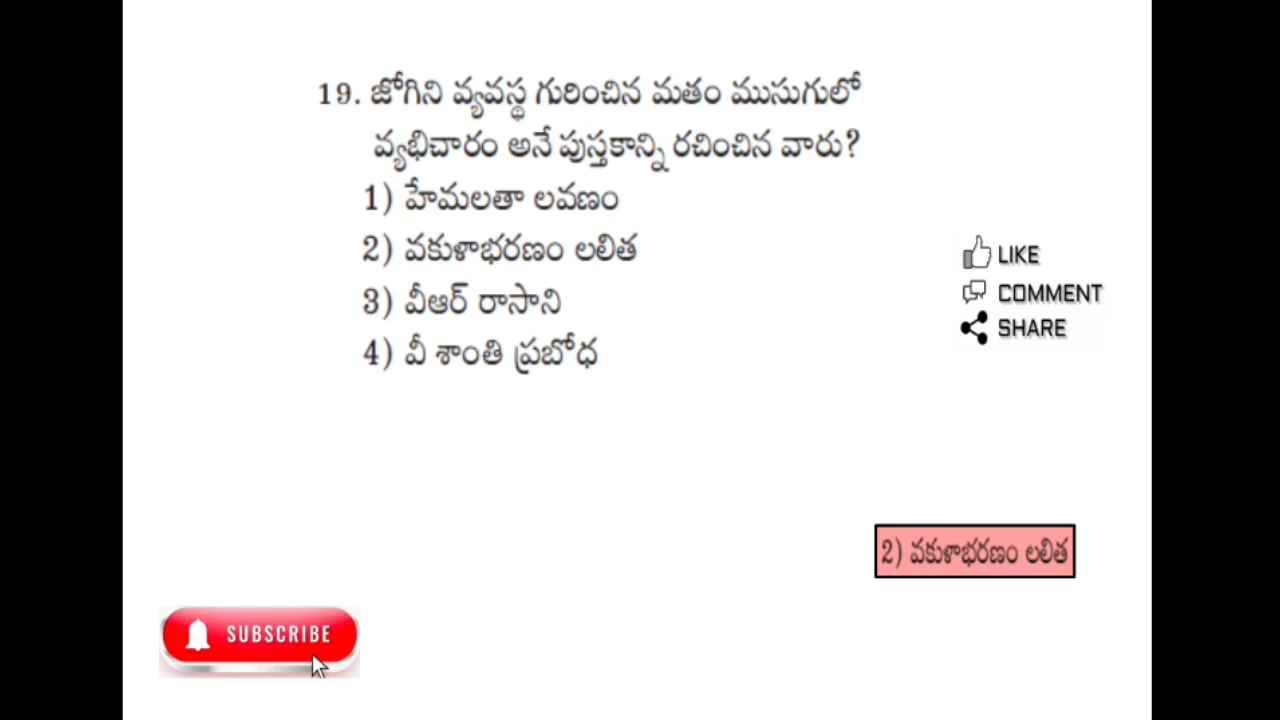 19. జోగిని వ్యవస్థ గురించిన మతం ముసుగులో
వ్యభిచారం అనే పుస్తకాన్ని రచించిన వారు?
1) హేమలతా లవణం
2) వకుళాభరణం లలిత
3) వీఆర్ రాసాని
4) వీ శాంతి ప్రబోధ
LIKE
COMMENT
SHARE
2) వకుళాభరణం లలిత
SUBSCRIBE